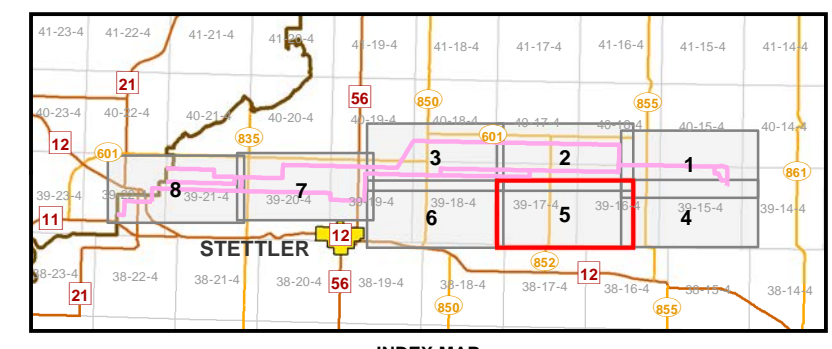 41-23-4 41-22-4 41-21-4 41-20-4 41-19-4 41-18-4 41-17-4 41-16-4 41-15-4 41-14-4
21 56 850 855
40-23-4 40-22-4 40-21-4 40-20-4 40-18-4 40-17-4 40-15-4 40-14-4
12 601 835 601 861
3 2 1
39-23-4 39-21-4 39-20-4 39-19-4 39-18-4 39-17-4 39-16-4 39-15-4 39-14-4
8 7 6 5 4
11 STETTLER 12 852 12
38-23-4 38-22-4 38-21-4 38-20-4 38-19-4 38-18-4 38-17-4 38-16-4 38-15-4 38-14-4
21 56 850 855
INDEX MAP